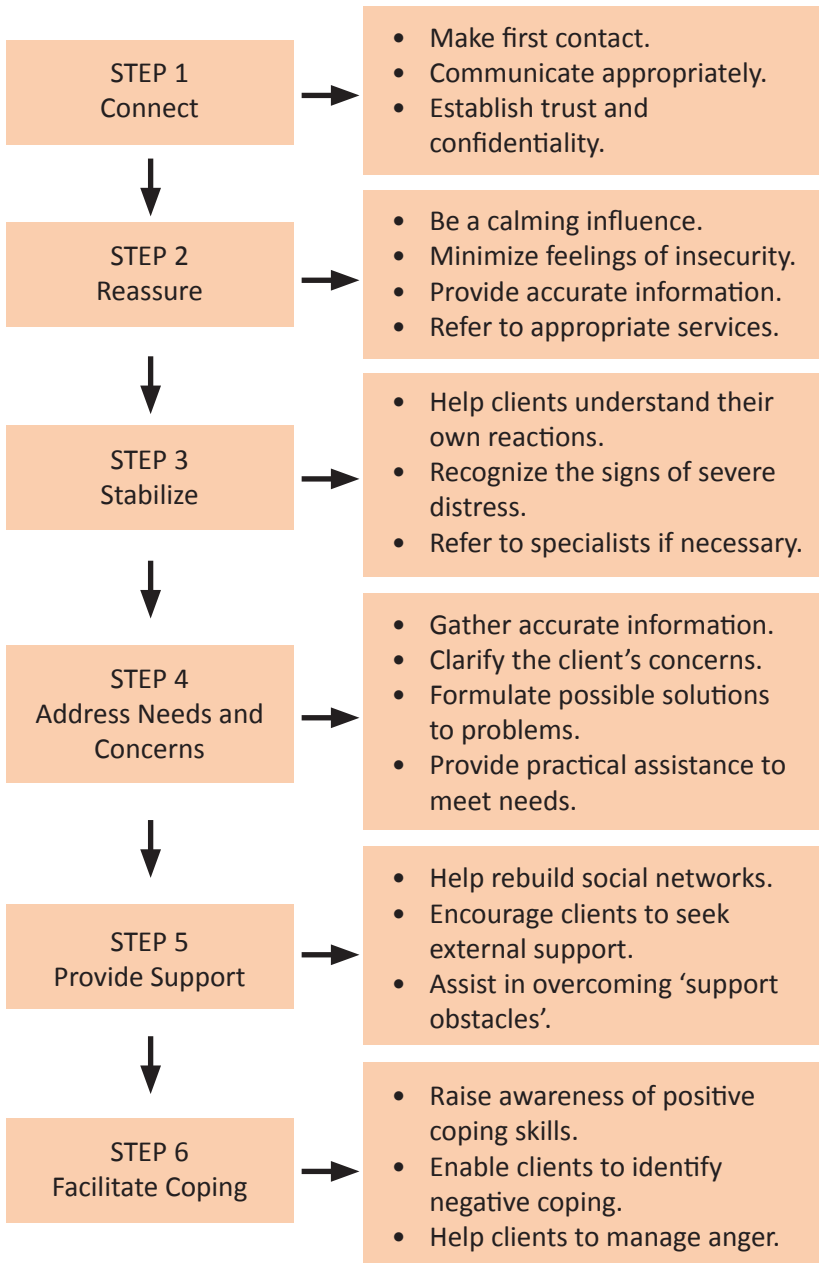 STEP 1
Connect
• Make first contact.
• Communicate appropriately.
• Establish trust and
confidentiality.
STEP 2
Reassure
• Be a calming influence.
• Minimize feelings of insecurity.
• Provide accurate information.
• Refer to appropriate services.
STEP 3
Stabilize
• Help clients understand their
own reactions.
• Recognize the signs of severe
distress.
• Refer to specialists if necessary.
STEP 4
Address Needs and
Concerns
• Gather accurate information.
• Clarify the client’s concerns.
• Formulate possible solutions
to problems.
• Provide practical assistance to
meet needs.
STEP 5
Provide Support
• Help rebuild social networks.
• Encourage clients to seek
external support.
• Assist in overcoming ‘support
obstacles’.
STEP 6
Facilitate Coping
• Raise awareness of positive
coping skills.
• Enable clients to identify
negative coping.
• Help clients to manage anger.